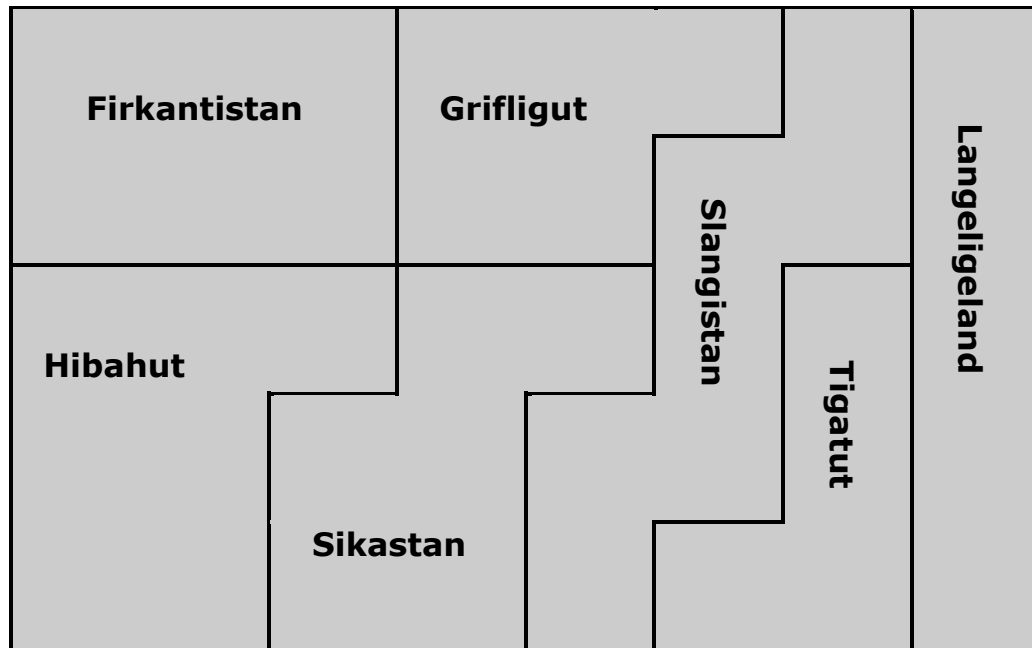 Firkantistan
Grifligut
Langeligeland
Slangistan
Hibahut
Tigatut
Sikastan